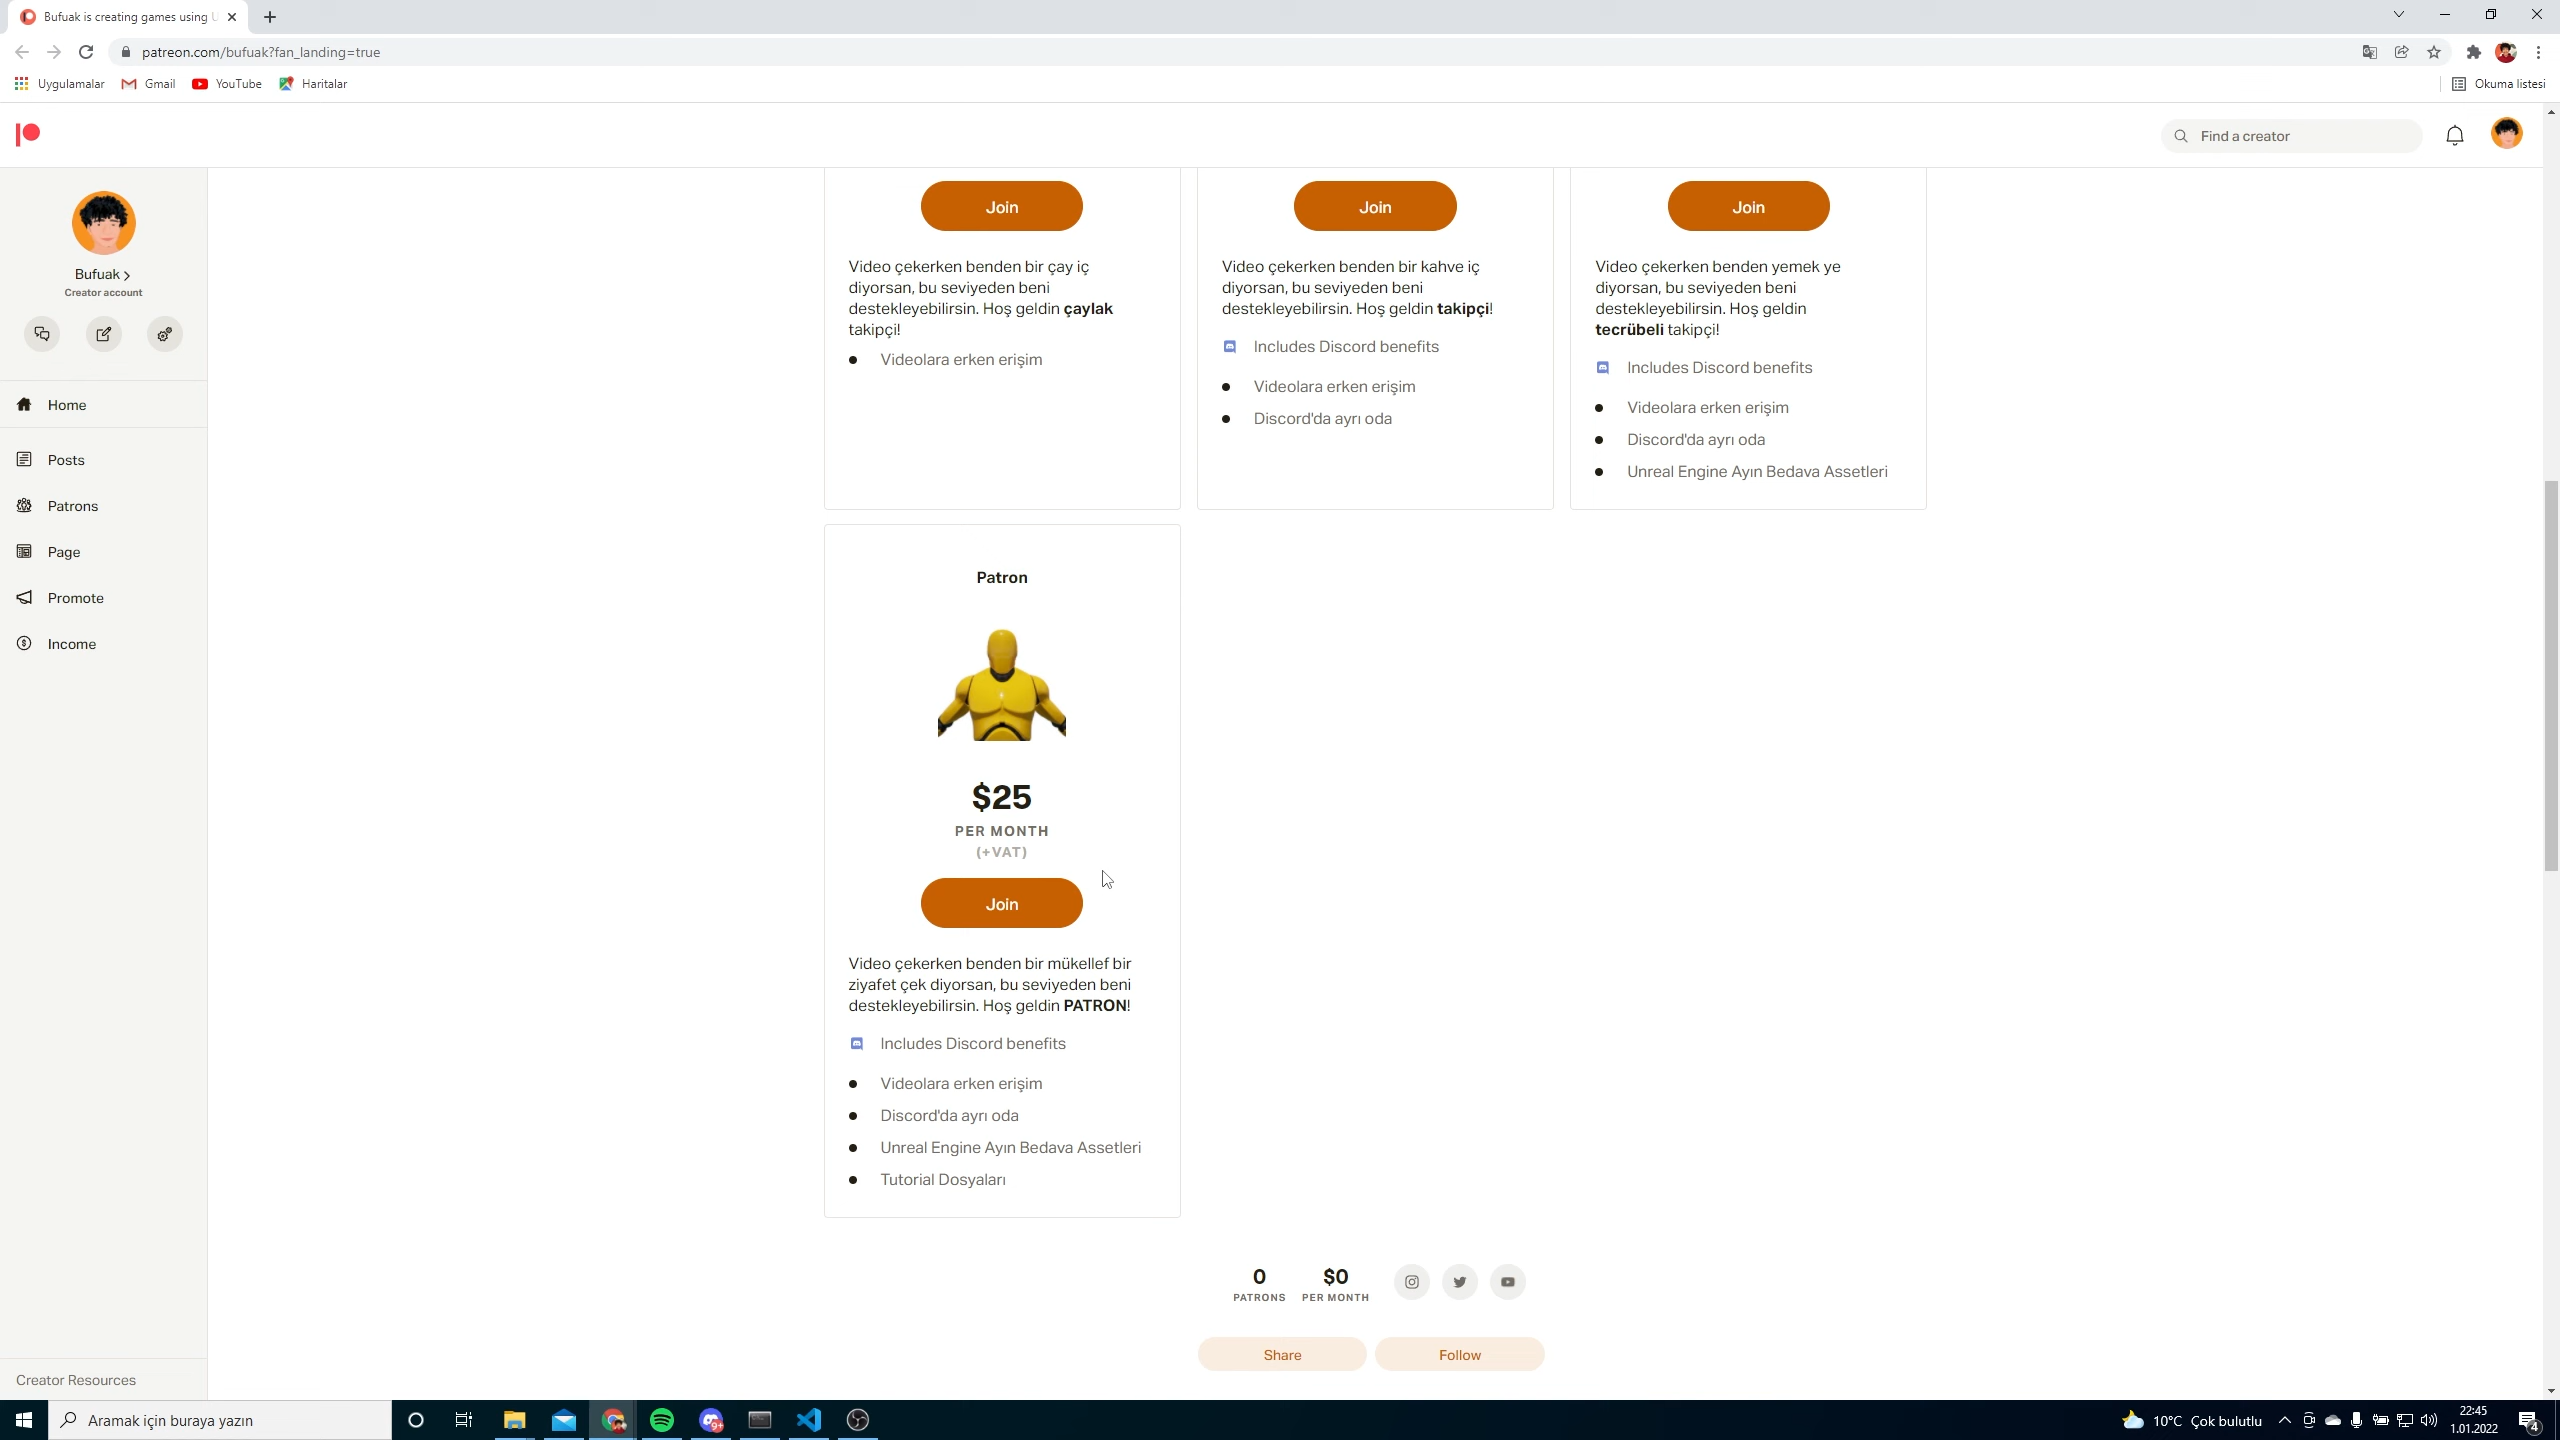 Bufuak is creating games using U
patreon.com/bufuak?fan_landing=true
Uygulamalar
Gmail
YouTube
Haritalar
Okuma listesi
Find a creator
Bufuak
Creator account
Home
Posts
Patrons
Page
Promote
Income
Creator Resources
Join
Video çekerken benden bir çay iç
diyorsan, bu seviyeden beni
destekleyebilirsin. Hoş geldin çaylak
takipçi!
Videolara erken erişim
Join
Video çekerken benden bir kahve iç
diyorsan, bu seviyeden beni
destekleyebilirsin. Hoş geldin takipçi!
Includes Discord benefits
Videolara erken erişim
Discord'da ayrı oda
Join
Video çekerken benden yemek ye
diyorsan, bu seviyeden beni
destekleyebilirsin. Hoş geldin
tecrübeli takipçi!
Includes Discord benefits
Videolara erken erişim
Discord'da ayrı oda
Unreal Engine Ayın Bedava Assetleri
Patron
$25
PER MONTH
(+VAT)
Join
Video çekerken benden bir mükellef bir
ziyafet çek diyorsan, bu seviyeden beni
destekleyebilirsin. Hoş geldin PATRON!
Includes Discord benefits
Videolara erken erişim
Discord'da ayrı oda
Unreal Engine Ayın Bedava Assetleri
Tutorial Dosyaları
0
PATRONS
$0
PER MONTH
Share
Follow
Aramak için buraya yazın
9+
10°C Çok bulutlu
22:45
1.01.2022
4